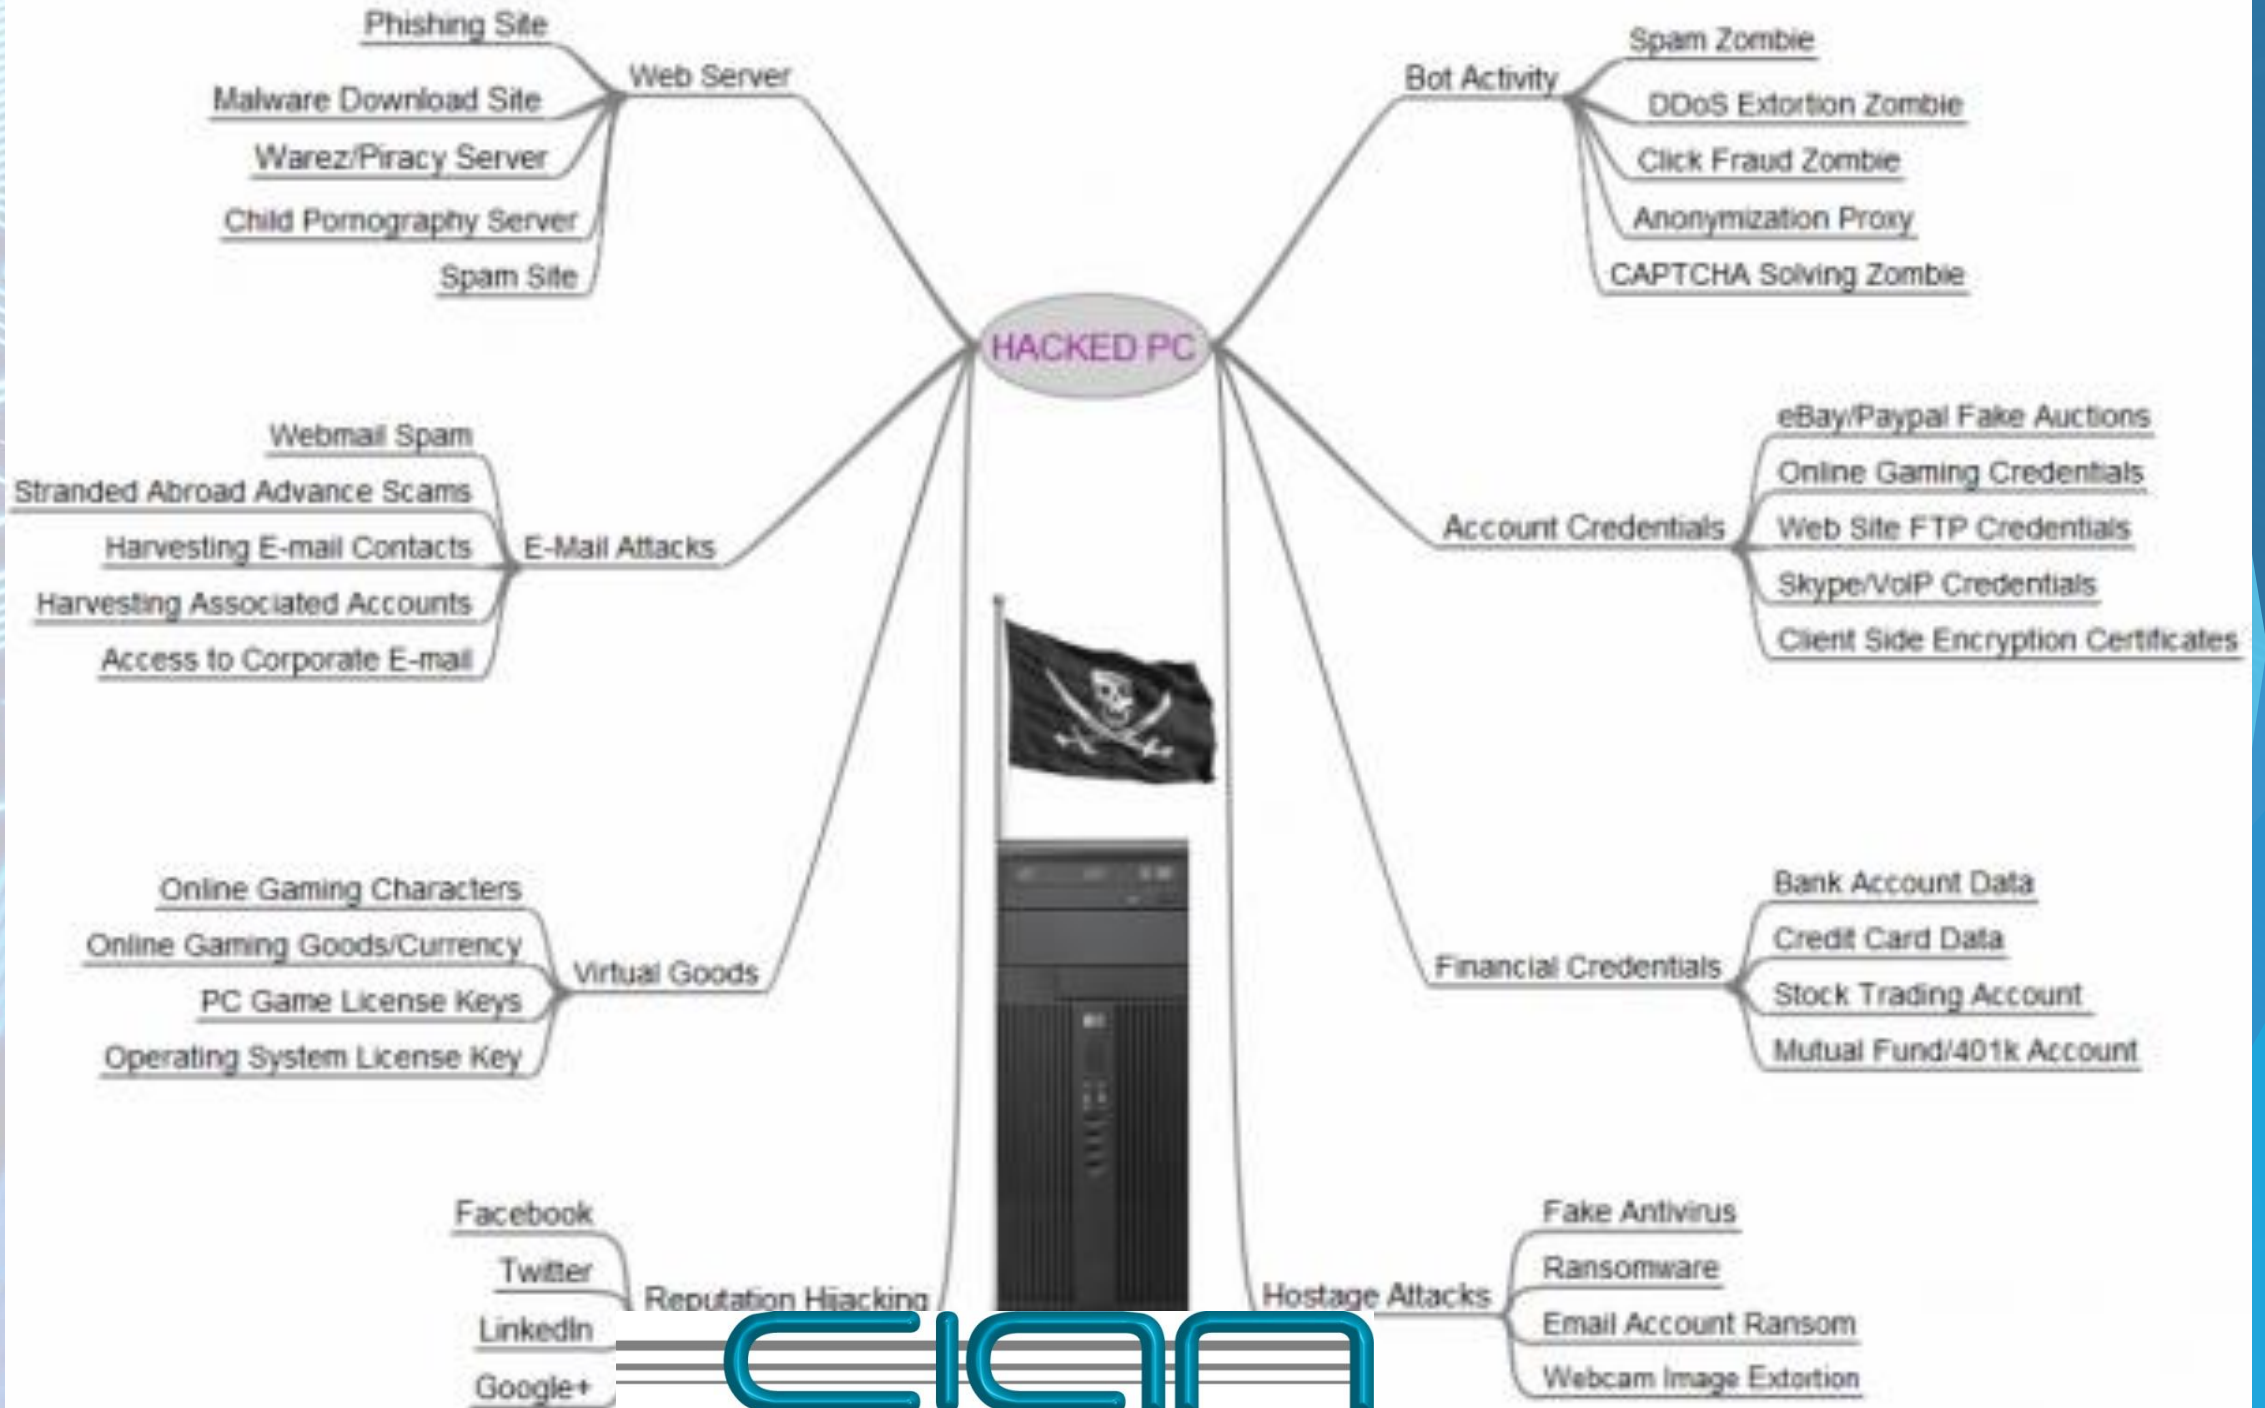 Phishing Site
Malware Download Site
Warez/Piracy Server
Child Pornography Server
Spam Site
Web Server
Bot Activity
Spam Zombie
DDoS Extortion Zombie
Click Fraud Zombie
Anonymization Proxy
CAPTCHA Solving Zombie
HACKED PC
Webmail Spam
Stranded Abroad Advance Scams
Harvesting E-mail Contacts
Harvesting Associated Accounts
Access to Corporate E-mail
E-Mail Attacks
Account Credentials
eBay/Paypal Fake Auctions
Online Gaming Credentials
Web Site FTP Credentials
Skype/VoIP Credentials
Client Side Encryption Certificates
Online Gaming Characters
Online Gaming Goods/Currency
PC Game License Keys
Operating System License Key
Virtual Goods
Financial Credentials
Bank Account Data
Credit Card Data
Stock Trading Account
Mutual Fund/401k Account
Facebook
Twitter
LinkedIn
Google+
Reputation Hijacking
Hostage Attacks
Fake Antivirus
Ransomware
Email Account Ransom
Webcam Image Extortion